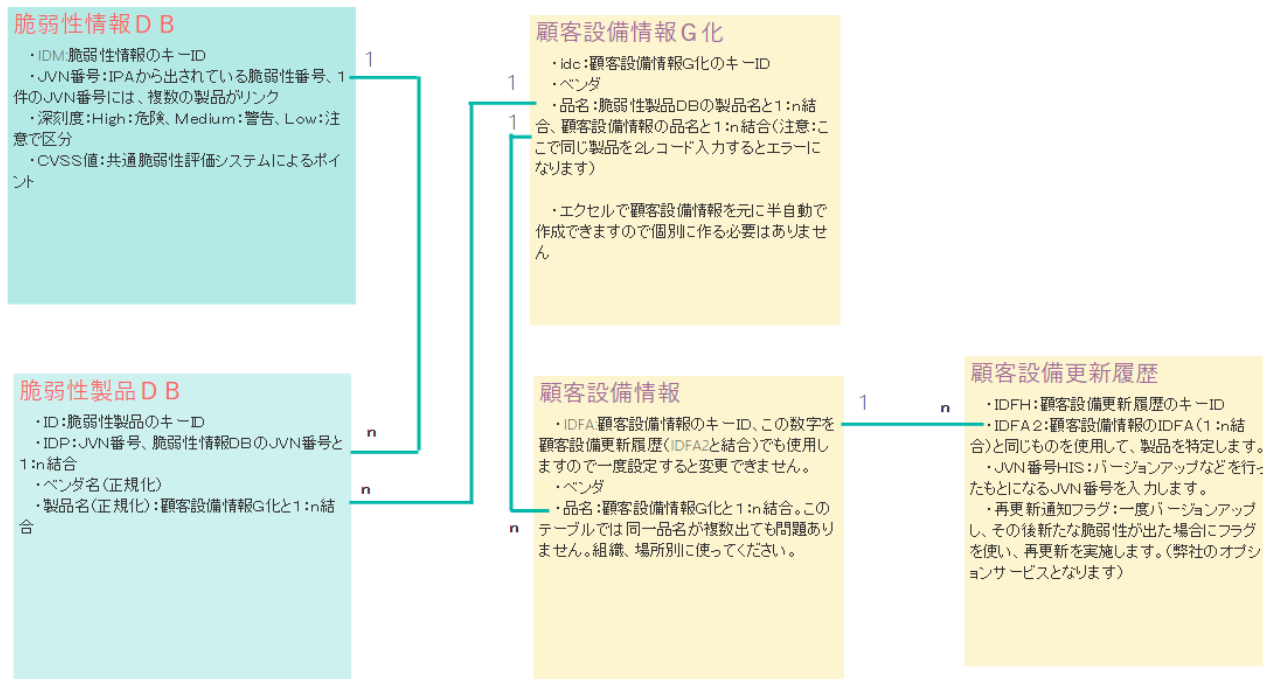 脆弱性情報DB
・IDM:脆弱性情報のキーID
・JVN番号:IPAから出されている脆弱性番号、1
件のJVN番号には、複数の製品がリンク
・深刻度:High:危険、Medium:警告、Low:注
意で区分
・CVSS値:共通脆弱性評価システムによるポイ
ント
1
顧客設備情報G化
・idc:顧客設備情報G化のキーID
・ベンダ
・品名:脆弱性製品DBの製品名と1:n結
合、顧客設備情報の品名と1:n結合(注意:こ
こで同じ製品を2レコード入力するとエラーに
なります)
・エクセルで顧客設備情報を元に半自動で
作成できますので個別に作る必要はありませ
ん
1
1
脆弱性製品DB
・ID:脆弱性製品のキーID
・IDP:JVN番号、脆弱性情報DBのJVN番号と
1:n結合
・ベンダ名(正規化)
・製品名(正規化):顧客設備情報G化と1:n結
合
n
n
顧客設備情報
・IDFA:顧客設備情報のキーID、この数字を
顧客設備更新履歴(IDFA2と結合)でも使用し
ますので一度設定すると変更できません。
・ベンダ
・品名:顧客設備情報G化と1:n結合。この
テーブルでは同一品名が複数出ても問題あり
ません。組織、場所別に使ってください。
n
1
n
顧客設備更新履歴
・IDFH:顧客設備更新履歴のキーID
・IDFA2:顧客設備情報のIDFA(1:n結
合)と同じものを使用して、製品を特定します。
・JVN番号HIS:バージョンアップなどを行っ
たもとになるJVN番号を入力します。
・再更新通知フラグ:一度バージョンアップ
し、その後新たな脆弱性が出た場合にフラグ
を使い、再更新を実施します。(弊社のオプシ
ョンサービスとなります)